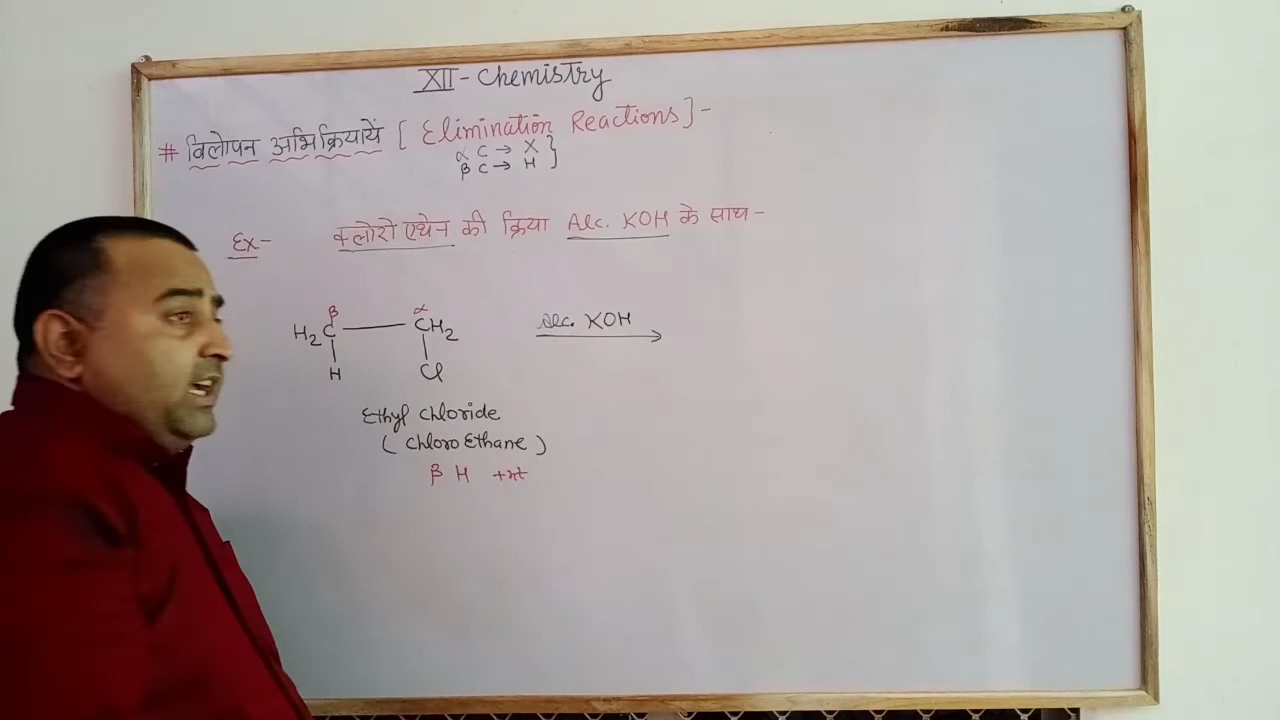 XII - Chemistry
# विलोपन अभिक्रियायें [ Elimination Reactions ] -
α C → X }
β C → H
Ex - क्लोरो एथेन की क्रिया Alc. KOH के साथ -
β α
H₂C — CH₂ Alc. KOH →
H Cl
Ethyl chloride
( chloro Ethane )
β H